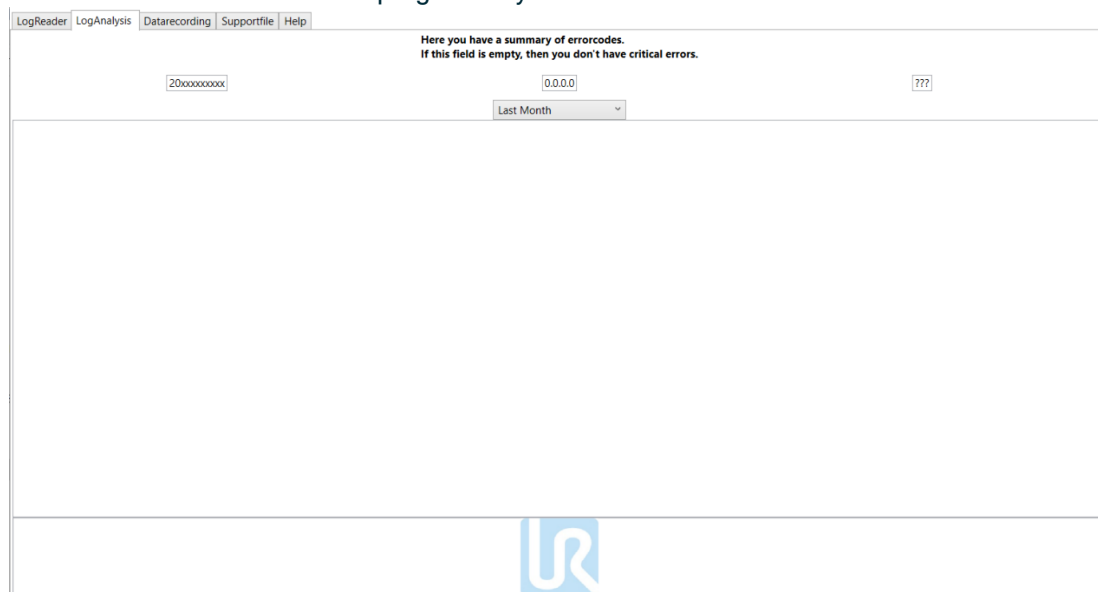 LogReader LogAnalysis Datarecording Supportfile Help
Here you have a summary of errorcodes.
If this field is empty, then you don't have critical errors.
20xxxxxxxxx 0.0.0.0 ???
Last Month
UR